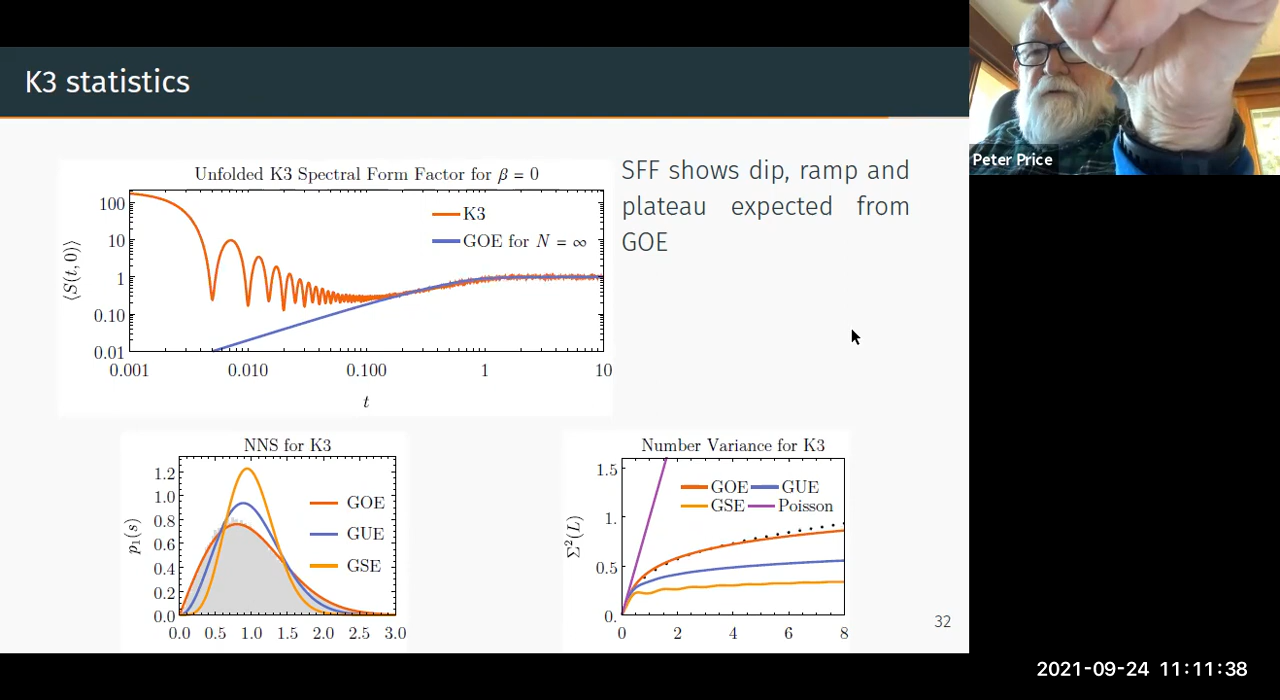 K3 statistics
Peter Price
Unfolded K3 Spectral Form Factor for β = 0
⟨S(t, 0)⟩
100
10
1
0.10
0.01
K3
GOE for N = ∞
0.001 0.010 0.100 1 10
t
SFF shows dip, ramp and
plateau expected from
GOE
NNS for K3
p₁(s)
1.2
1.0
0.8
0.6
0.4
0.2
0.0
GOE
GUE
GSE
0.0 0.5 1.0 1.5 2.0 2.5 3.0
Number Variance for K3
Σ²(L)
1.5
1.
0.5
0.
GOE GUE
GSE Poisson
0 2 4 6 8
32
2021-09-24 11:11:38